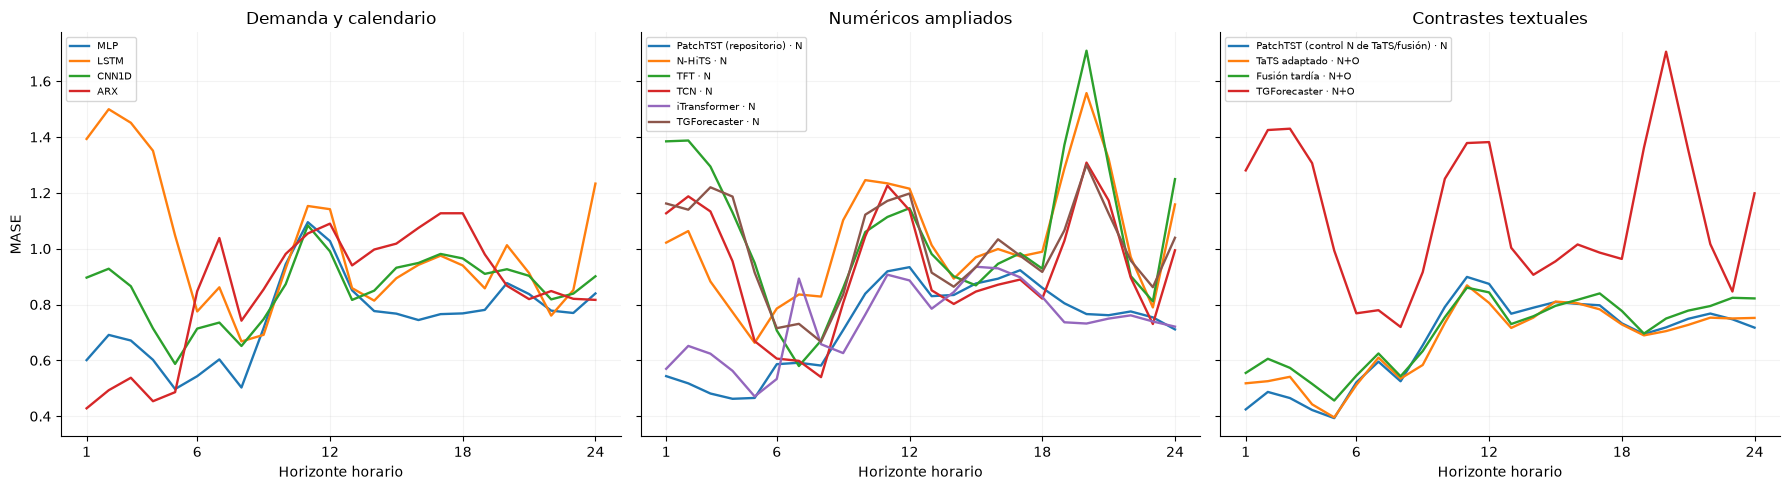 Demanda y calendario
MLP
LSTM
CNN1D
ARX
MASE
1.6
1.4
1.2
1.0
0.8
0.6
0.4
1 6 12 18 24
Horizonte horario
Numéricos ampliados
PatchTST (repositorio) · N
N-HiTS · N
TFT · N
TCN · N
iTransformer · N
TGForecaster · N
1 6 12 18 24
Horizonte horario
Contrastes textuales
PatchTST (control N de TaTS/fusión) · N
TaTS adaptado · N+O
Fusión tardía · N+O
TGForecaster · N+O
1 6 12 18 24
Horizonte horario